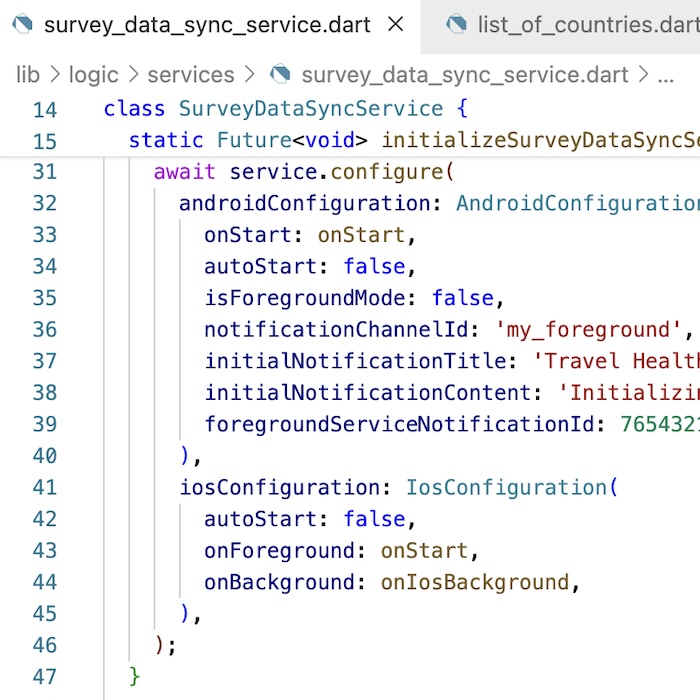 survey_data_sync_service.dart × list_of_countries.dart
lib > logic > services > survey_data_sync_service.dart > ...
14 class SurveyDataSyncService {
15 static Future<void> initializeSurveyDataSyncSe
31 await service.configure(
32 androidConfiguration: AndroidConfiguration
33 onStart: onStart,
34 autoStart: false,
35 isForegroundMode: false,
36 notificationChannelId: 'my_foreground',
37 initialNotificationTitle: 'Travel Healt
38 initialNotificationContent: 'Initializin
39 foregroundServiceNotificationId: 7654321
40 ),
41 iosConfiguration: IosConfiguration(
42 autoStart: false,
43 onForeground: onStart,
44 onBackground: onIosBackground,
45 ),
46 );
47 }